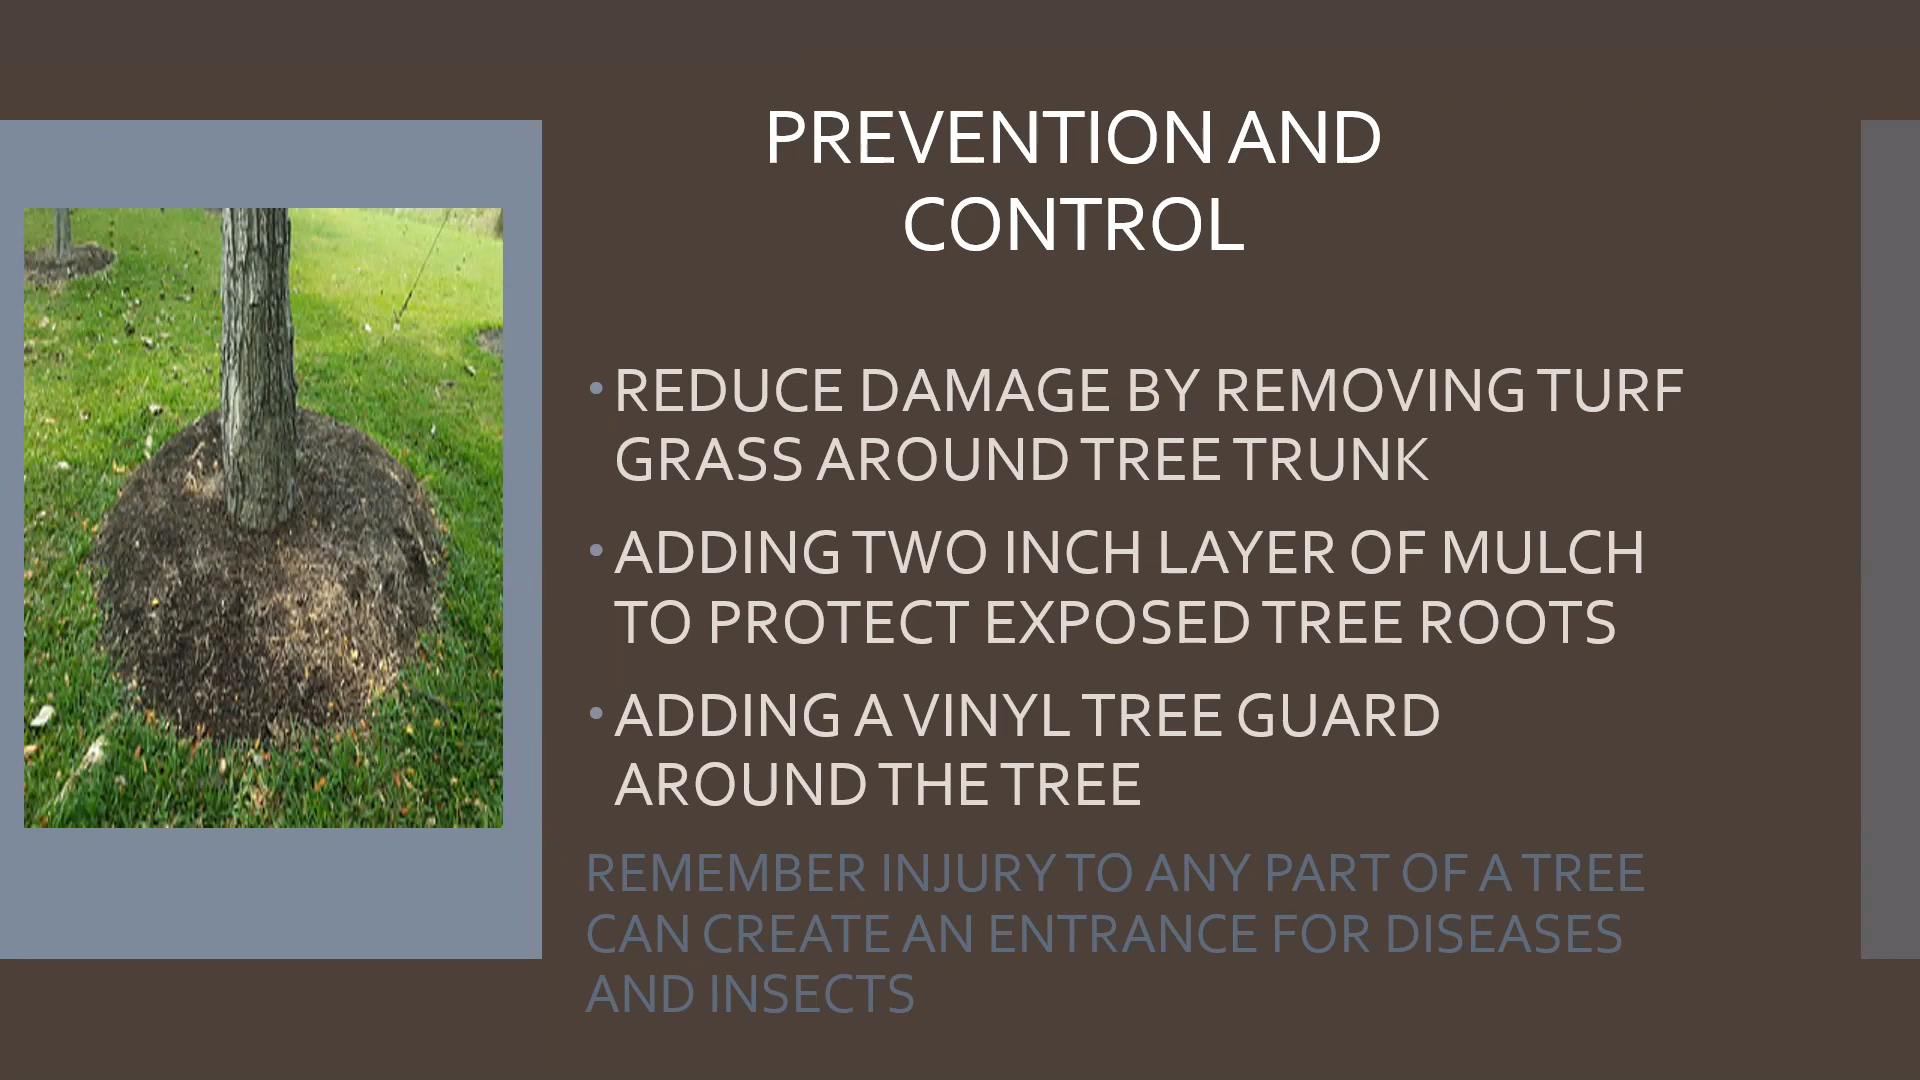 PREVENTION AND
CONTROL
• REDUCE DAMAGE BY REMOVING TURF
GRASS AROUND TREE TRUNK
• ADDING TWO INCH LAYER OF MULCH
TO PROTECT EXPOSED TREE ROOTS
• ADDING A VINYL TREE GUARD
AROUND THE TREE
REMEMBER INJURY TO ANY PART OF A TREE
CAN CREATE AN ENTRANCE FOR DISEASES
AND INSECTS